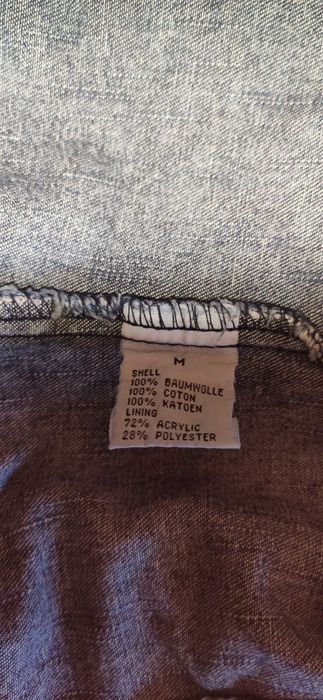 M
SHELL
100% BAUMWOLLE
100% COTON
100% KATOEN
LINING
72% ACRYLIC
28% POLYESTER